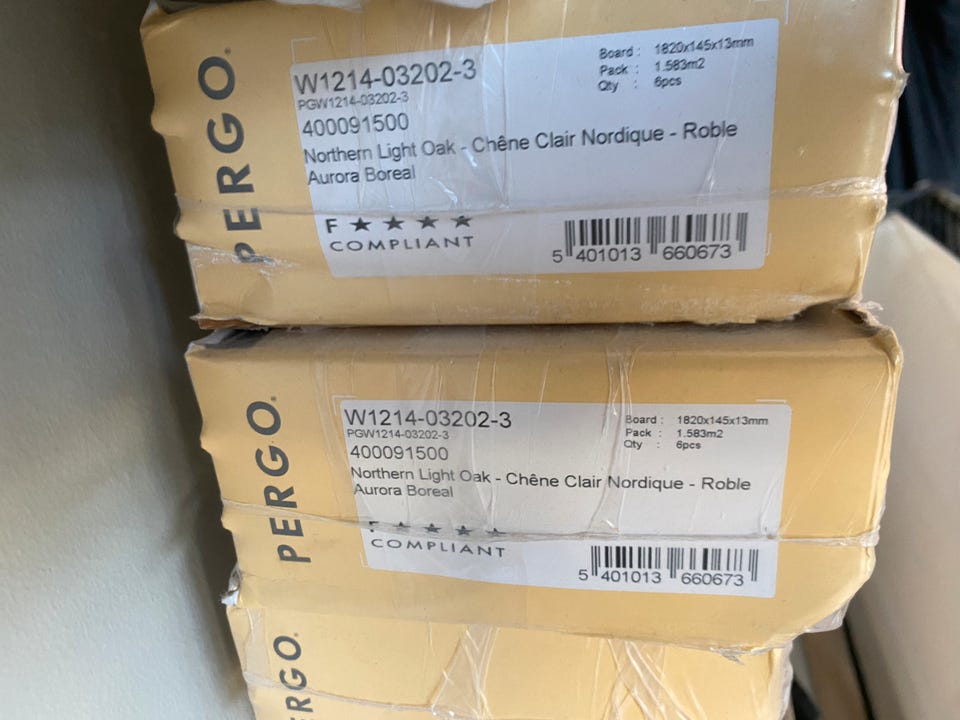 PERGO
W1214-03202-3
PGW1214-03202-3
400091500
Northern Light Oak - Chêne Clair Nordique - Roble
Aurora Boreal
Board : 1820x145x13mm
Pack : 1.583m2
Qty : 6pcs
F ★ ★ ★ ★
COMPLIANT
5 401013 660673
PERGO
W1214-03202-3
PGW1214-03202-3
400091500
Northern Light Oak - Chêne Clair Nordique - Roble
Aurora Boreal
Board : 1820x145x13mm
Pack : 1.583m2
Qty : 6pcs
F ★ ★ ★ ★
COMPLIANT
5 401013 660673
ERGO